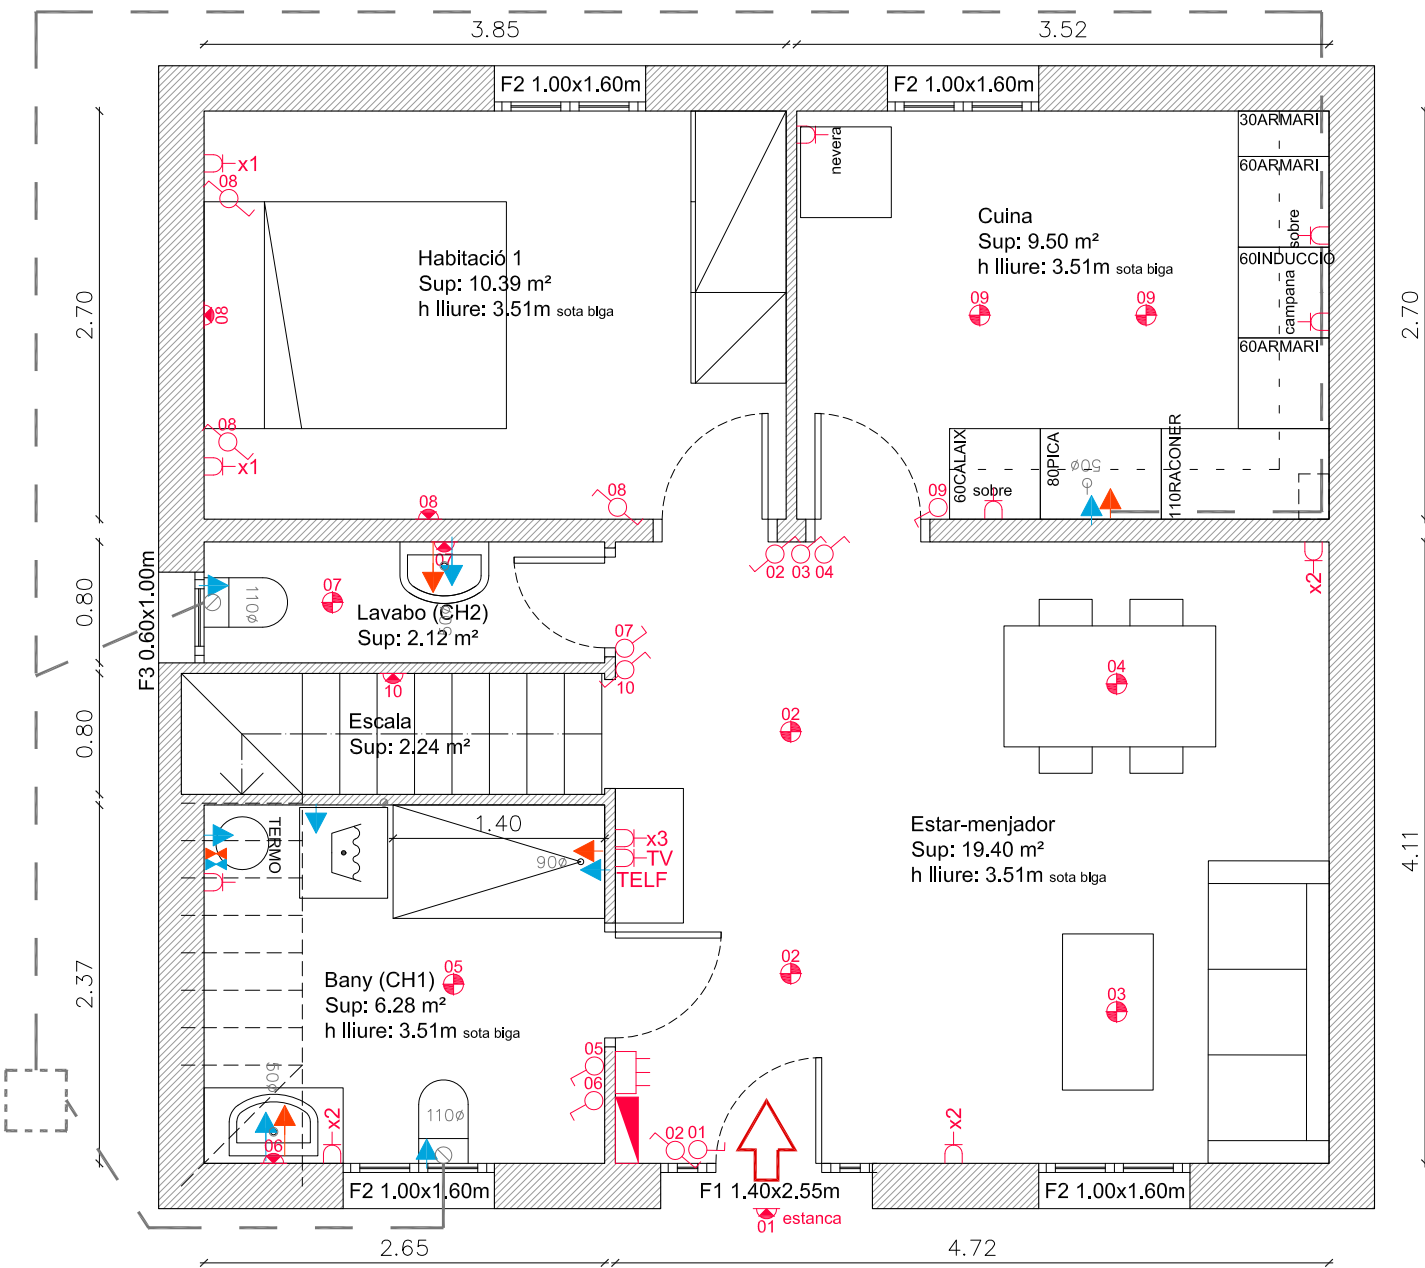 3.85
3.52
F2 1.00x1.60m
F2 1.00x1.60m
30ARMARI
nevera
x1
60ARMARI
08
Habitació 1
Sup: 10.39 m²
h lliure: 3.51m sota biga
Cuina
Sup: 9.50 m²
h lliure: 3.51m sota biga
sobre
60INDUCCIÓ
campana
2.70
08
09
09
2.70
60ARMARI
08
x1
60CALAIX
sobre
80PICA
50ø
110RACONER
08
08
09
07
02
03
04
x2
F3 0.60x1.00m
0.80
110ø
07
Lavabo (CH2)
Sup: 2.12 m²
50ø
07
10
10
04
0.80
Escala
Sup: 2.24 m²
02
TERMO
1.40
90ø
x3
TV
TELF
Estar-menjador
Sup: 19.40 m²
h lliure: 3.51m sota biga
4.11
2.37
Bany (CH1)
Sup: 6.28 m²
h lliure: 3.51m sota biga
05
02
03
05
06
50ø
06
x2
110ø
02
01
x2
F2 1.00x1.60m
F1 1.40x2.55m
F2 1.00x1.60m
01
estanca
2.65
4.72